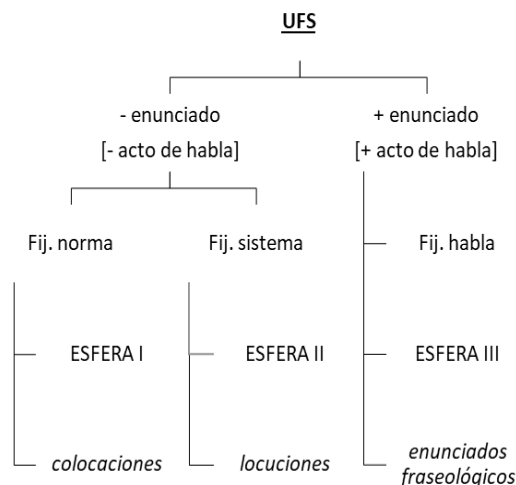 UFS
- enunciado
+ enunciado
[- acto de habla]
[+ acto de habla]
Fij. norma
Fij. sistema
Fij. habla
ESFERA I
ESFERA II
ESFERA III
colocaciones
locuciones
enunciados
fraseológicos